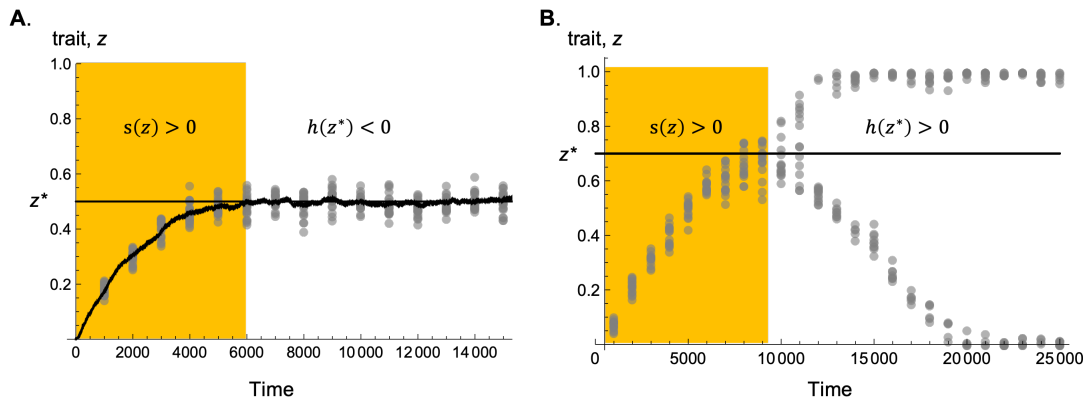 A.
trait, z
1.0
0.8
0.6
z*
0.4
0.2
s(z) > 0
h(z*) < 0
0 2000 4000 6000 8000 10 000 12 000 14 000
Time
B.
trait, z
1.0
0.8
z*
0.6
0.4
0.2
s(z) > 0
h(z*) > 0
0 5000 10 000 15 000 20 000 25 000
Time